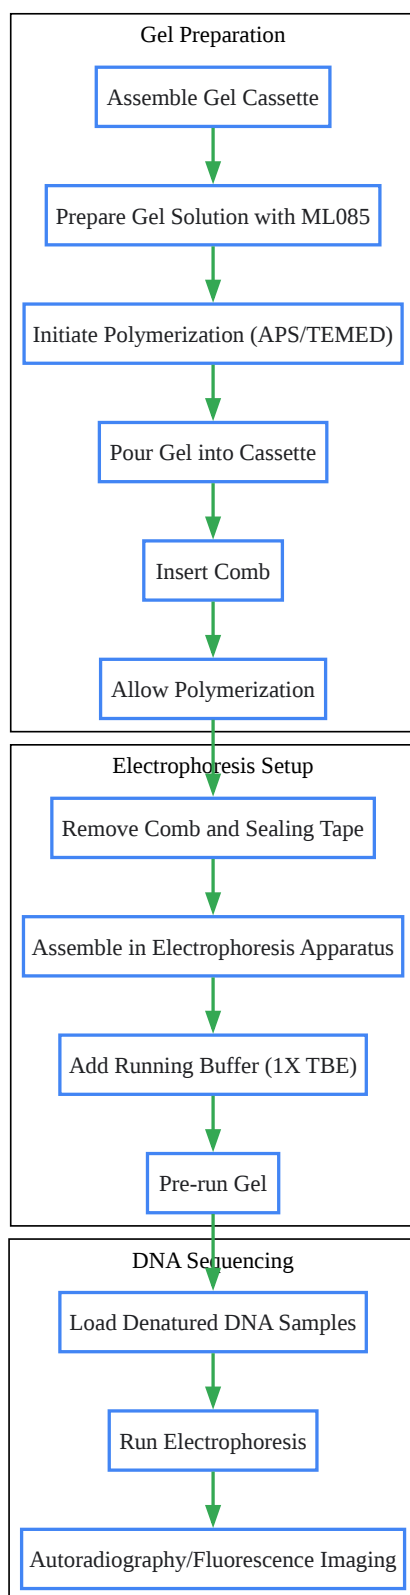 Gel Preparation
Assemble Gel Cassette
Prepare Gel Solution with ML085
Initiate Polymerization (APS/TEMED)
Pour Gel into Cassette
Insert Comb
Allow Polymerization
Electrophoresis Setup
Remove Comb and Sealing Tape
Assemble in Electrophoresis Apparatus
Add Running Buffer (1X TBE)
Pre-run Gel
DNA Sequencing
Load Denatured DNA Samples
Run Electrophoresis
Autoradiography/Fluorescence Imaging